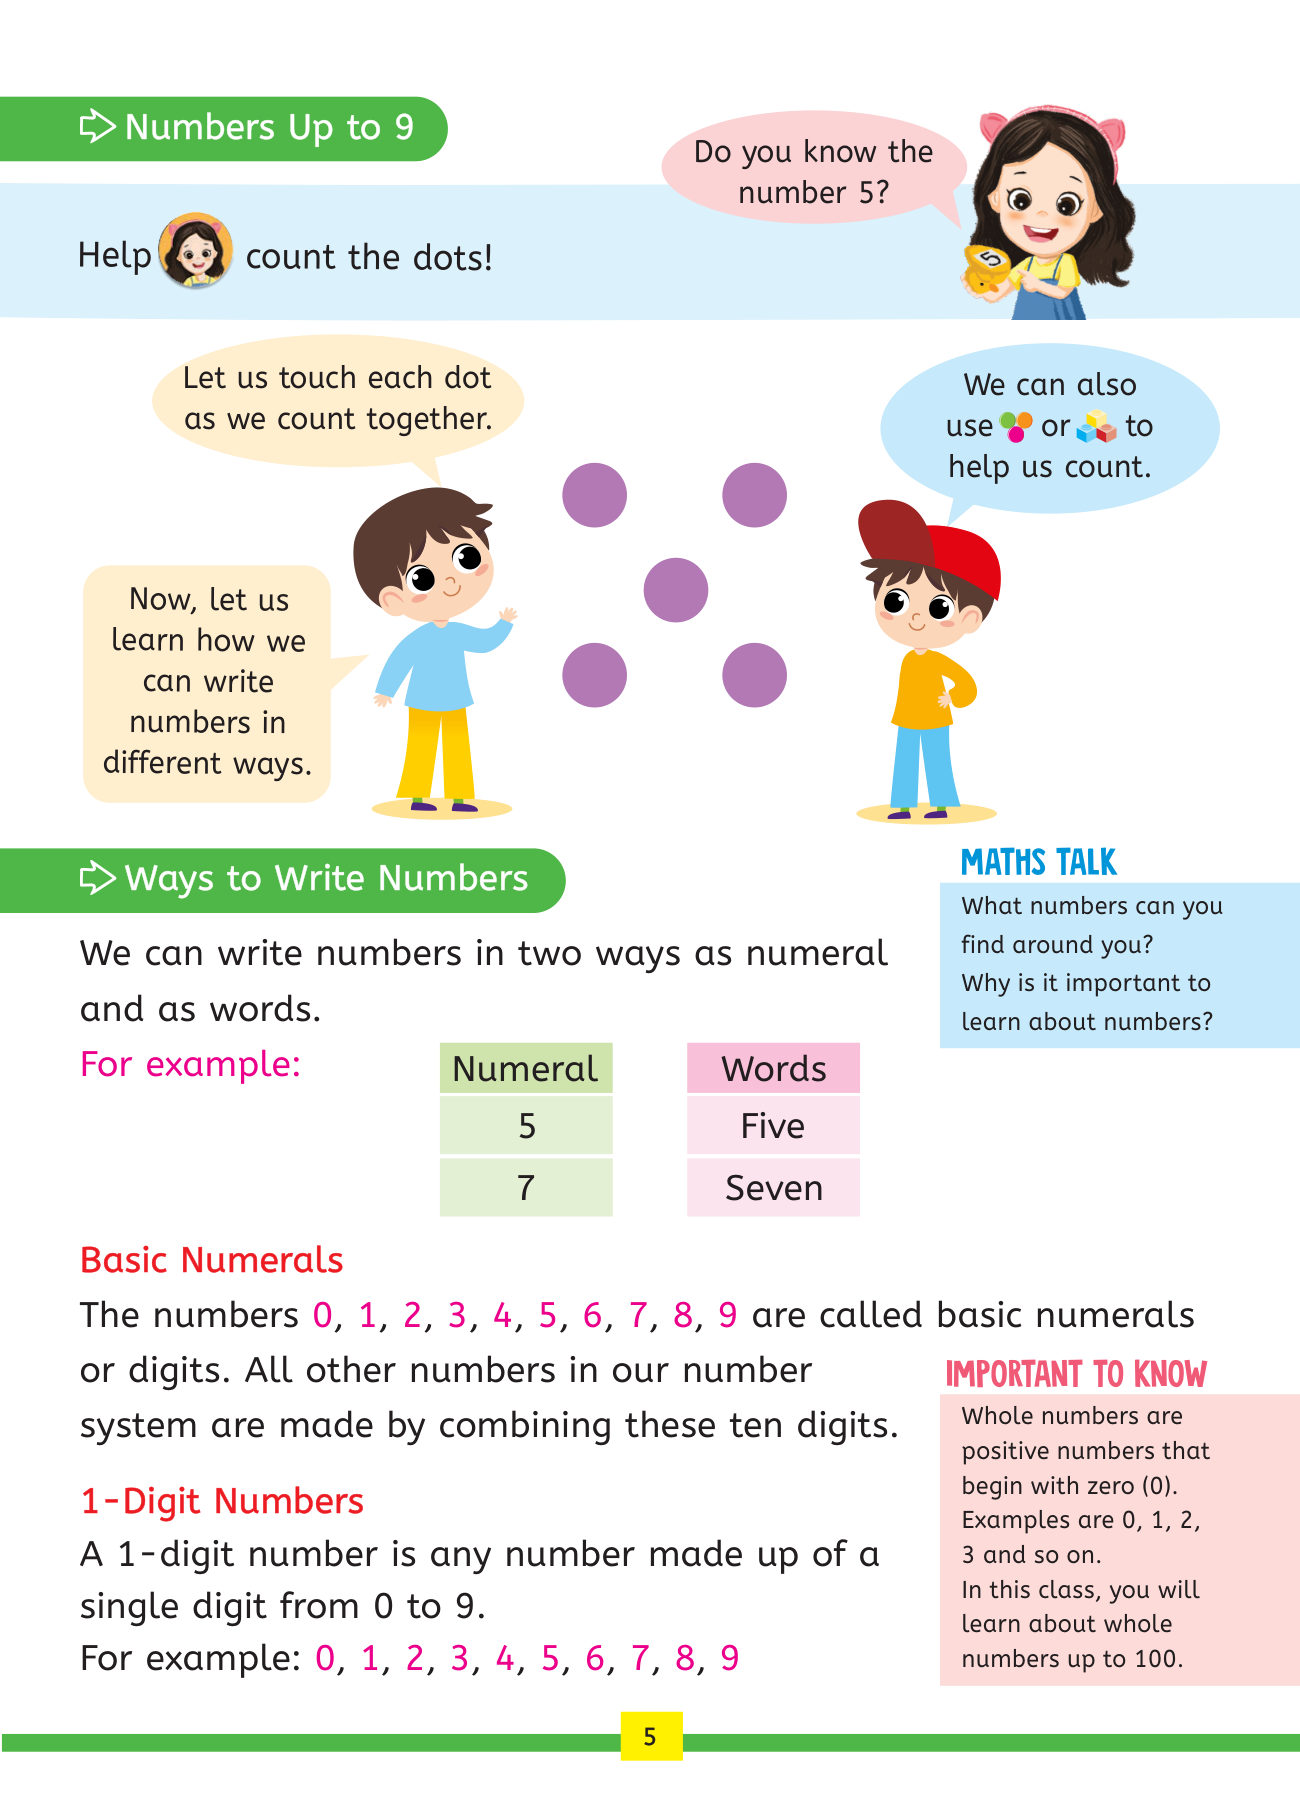 Numbers Up to 9
Do you know the
number 5?
5
Help count the dots!
Let us touch each dot
as we count together.
We can also
use or to
help us count.
Now, let us
learn how we
can write
numbers in
different ways.
Ways to Write Numbers
We can write numbers in two ways as numeral
and as words.
For example:
Numeral Words
5 Five
7 Seven
MATHS TALK
What numbers can you
find around you?
Why is it important to
learn about numbers?
Basic Numerals
The numbers 0, 1, 2, 3, 4, 5, 6, 7, 8, 9 are called basic numerals
or digits. All other numbers in our number
system are made by combining these ten digits.
1-Digit Numbers
A 1-digit number is any number made up of a
single digit from 0 to 9.
For example: 0, 1, 2, 3, 4, 5, 6, 7, 8, 9
IMPORTANT TO KNOW
Whole numbers are
positive numbers that
begin with zero (0).
Examples are 0, 1, 2,
3 and so on.
In this class, you will
learn about whole
numbers up to 100.
5